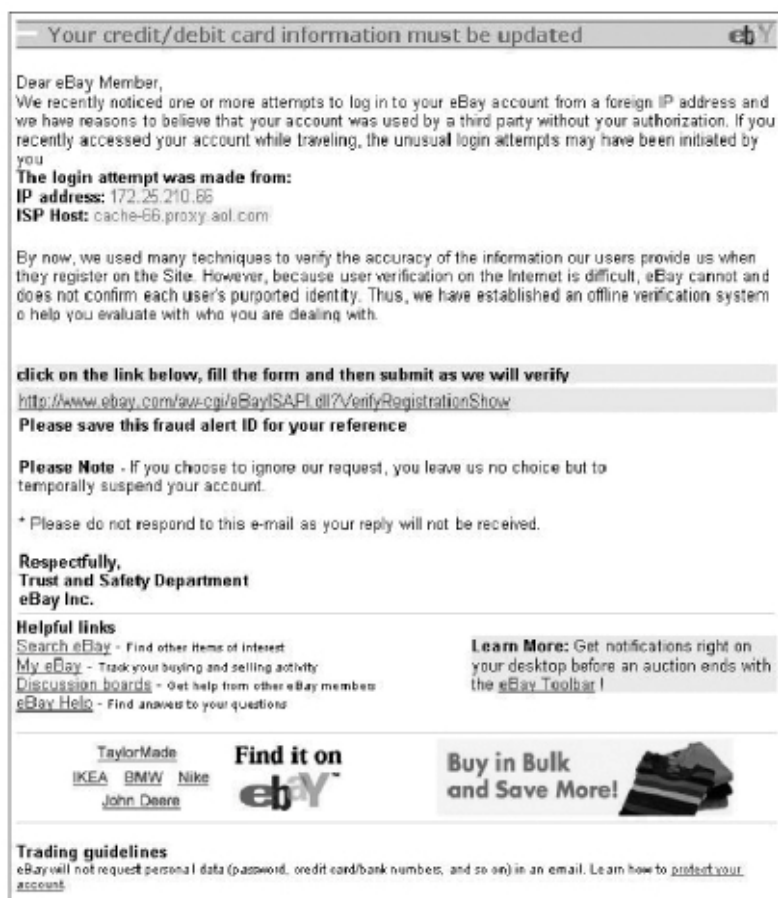 Your credit/debit card information must be updated
ebY
Dear eBay Member,
We recently noticed one or more attempts to log in to your eBay account from a foreign IP address and
we have reasons to believe that your account was used by a third party without your authorization. If you
recently accessed your account while traveling, the unusual login attempts may have been initiated by
you
The login attempt was made from:
IP address: 172.25.210.66
ISP Host: cache-66.proxy.aol.com
By now, we used many techniques to verify the accuracy of the information our users provide us when
they register on the Site. However, because user verification on the Internet is difficult, eBay cannot and
does not confirm each user's purported identity. Thus, we have established an offline verification system
o help you evaluate with who you are dealing with.
click on the link below, fill the form and then submit as we will verify
http://www.ebay.com/aw-cgi/eBayISAPI.dll?VerifyRegistrationShow
Please save this fraud alert ID for your reference
Please Note - If you choose to ignore our request, you leave us no choice but to
temporally suspend your account.
* Please do not respond to this e-mail as your reply will not be received.
Respectfully,
Trust and Safety Department
eBay Inc.
Helpful links
Search eBay - Find other items of interest
My eBay - Track your buying and selling activity
Discussion boards - Get help from other eBay members
eBay Help - Find answers to your questions
Learn More: Get notifications right on
your desktop before an auction ends with
the eBay Toolbar !
TaylorMade
IKEA BMW Nike
John Deere
Find it on
ebaY™
Buy in Bulk
and Save More!
Trading guidelines
eBay will not request personal data (password, credit card/bank numbers, and so on) in an email. Learn how to protect your
account.